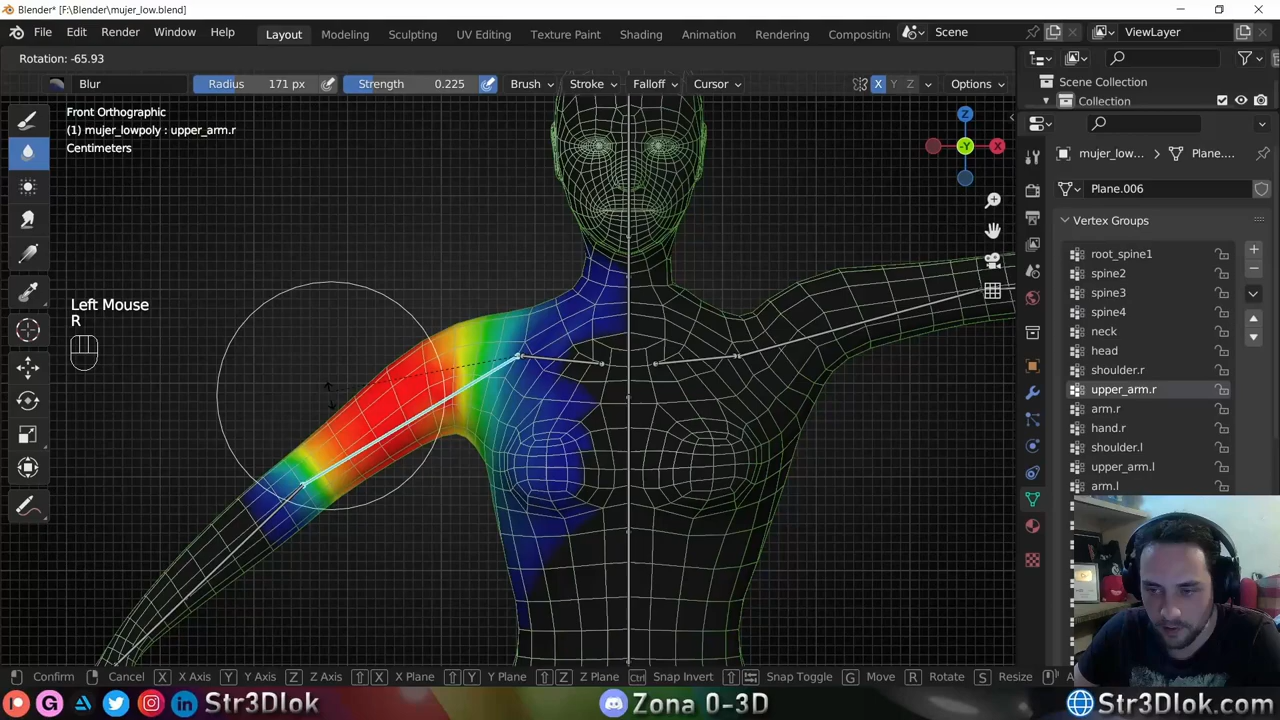 Blender* [F:\Blender\mujer_low.blend]
File Edit Render Window Help Layout Modeling Sculpting UV Editing Texture Paint Shading Animation Rendering Compositing Scene ViewLayer
Rotation: -65.93
Blur Radius 171 px Strength 0.225 Brush Stroke Falloff Cursor X Y Z Options
Scene Collection
Collection
Front Orthographic
(1) mujer_lowpoly : upper_arm.r
Centimeters
Z
-Y
X
mujer_low... Plane....
Plane.006
Vertex Groups
root_spine1
spine2
spine3
spine4
neck
head
shoulder.r
upper_arm.r
arm.r
hand.r
shoulder.l
upper_arm.l
arm.l
Left Mouse
R
Confirm Cancel X X Axis Y Y Axis Z Z Axis X X Plane Y Y Plane Z Z Plane Ctrl Snap Invert Snap Toggle G Move R Rotate S Resize
Str3Dlok Zona 0-3D Str3Dlok.com